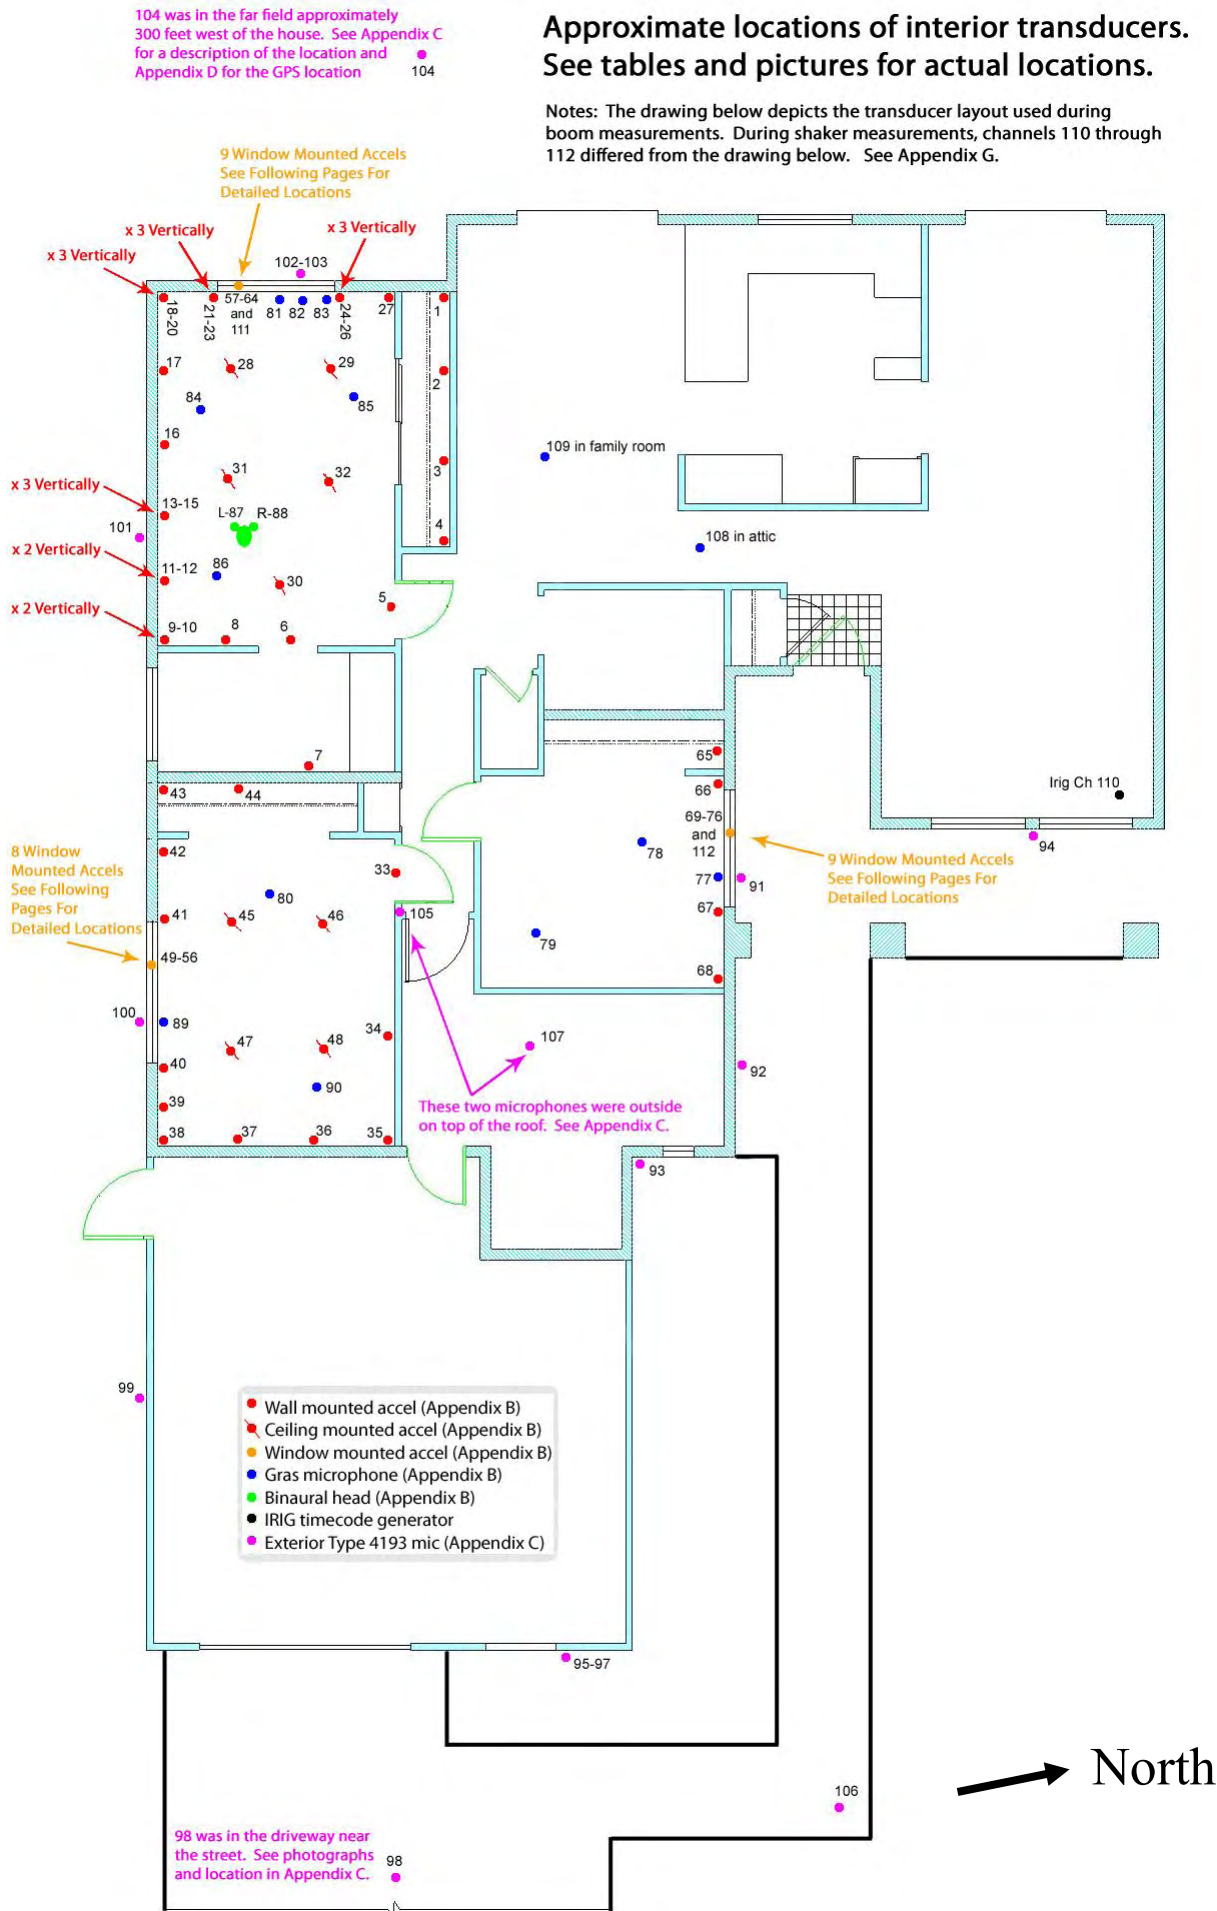 104 was in the far field approximately
300 feet west of the house. See Appendix C
for a description of the location and
Appendix D for the GPS location
104
Approximate locations of interior transducers.
See tables and pictures for actual locations.
Notes: The drawing below depicts the transducer layout used during
boom measurements. During shaker measurements, channels 110 through
112 differed from the drawing below. See Appendix G.
9 Window Mounted Accels
See Following Pages For
Detailed Locations
x 3 Vertically
x 3 Vertically
x 3 Vertically
102-103
18-20
21-23
57-64
and
111
81
82
83
24-26
27
1
17
28
29
2
84
85
16
109 in family room
31
32
3
x 3 Vertically
13-15
L-87
R-88
101
4
108 in attic
x 2 Vertically
11-12
86
30
5
x 2 Vertically
9-10
8
6
7
65
43
44
66
Irig Ch 110
69-76
and
112
8 Window
Mounted Accels
See Following
Pages For
Detailed Locations
42
33
78
9 Window Mounted Accels
See Following Pages For
Detailed Locations
94
80
77
91
41
45
46
105
67
79
49-56
68
100
89
34
107
47
48
40
92
90
These two microphones were outside
on top of the roof. See Appendix C.
39
38
37
36
35
93
99
Wall mounted accel (Appendix B)
Ceiling mounted accel (Appendix B)
Window mounted accel (Appendix B)
Gras microphone (Appendix B)
Binaural head (Appendix B)
IRIG timecode generator
Exterior Type 4193 mic (Appendix C)
95-97
North
106
98 was in the driveway near
the street. See photographs
and location in Appendix C.
98